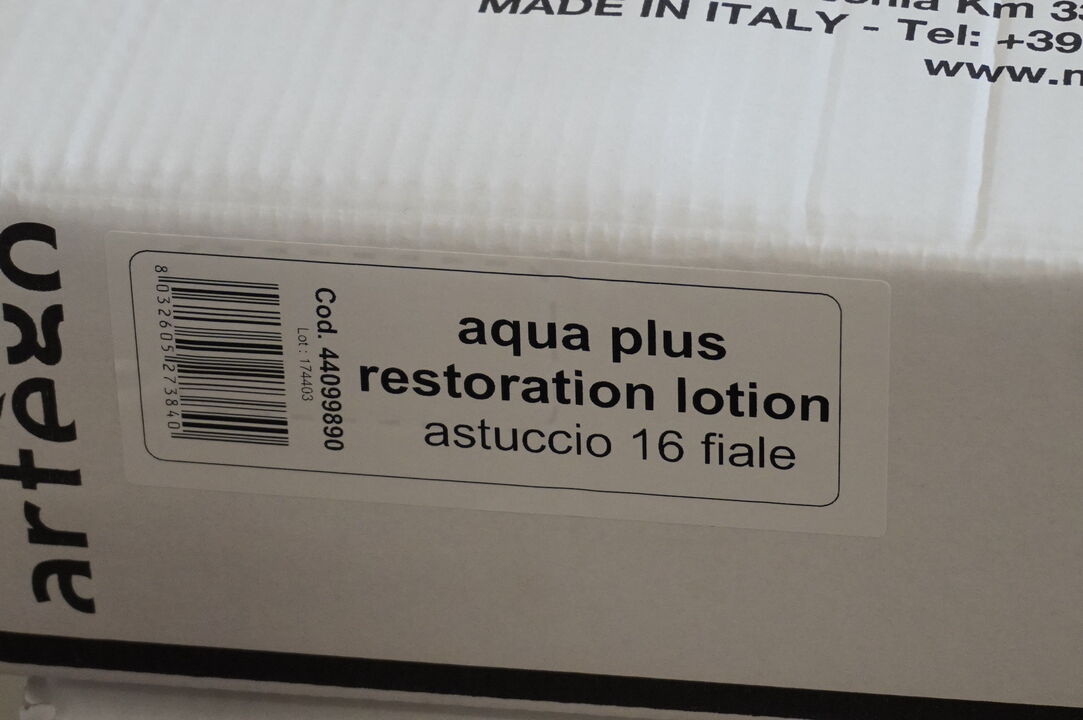 Km
MADE IN ITALY - Tel: +39
www.
artègo
8032605273840
Cod. 44099890
Lot : 174403
aqua plus
restoration lotion
astuccio 16 fiale